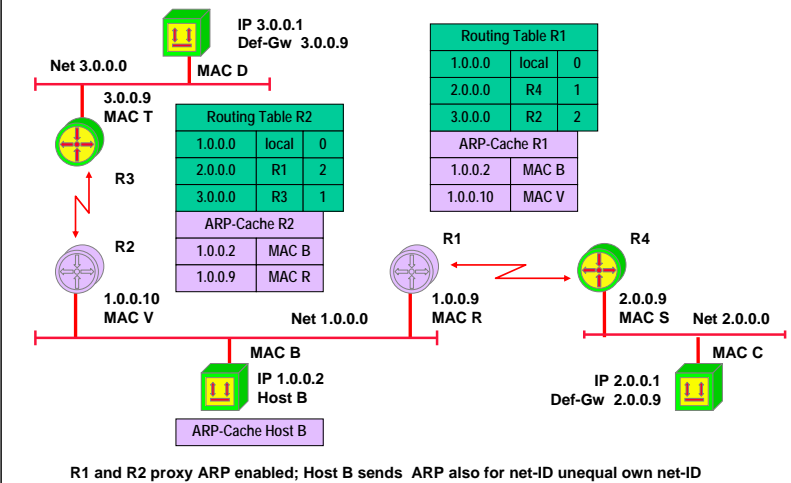 IP 3.0.0.1
Def-Gw 3.0.0.9
Net 3.0.0.0
MAC D
3.0.0.9
MAC T
R3
Routing Table R2
1.0.0.0 local 0
2.0.0.0 R1 2
3.0.0.0 R3 1
ARP-Cache R2
1.0.0.2 MAC B
1.0.0.9 MAC R
Routing Table R1
1.0.0.0 local 0
2.0.0.0 R4 1
3.0.0.0 R2 2
ARP-Cache R1
1.0.0.2 MAC B
1.0.0.10 MAC V
R2
1.0.0.10
MAC V
R1
1.0.0.9
MAC R
R4
2.0.0.9
MAC S
Net 1.0.0.0
Net 2.0.0.0
MAC B
IP 1.0.0.2
Host B
ARP-Cache Host B
MAC C
IP 2.0.0.1
Def-Gw 2.0.0.9
R1 and R2 proxy ARP enabled; Host B sends ARP also for net-ID unequal own net-ID